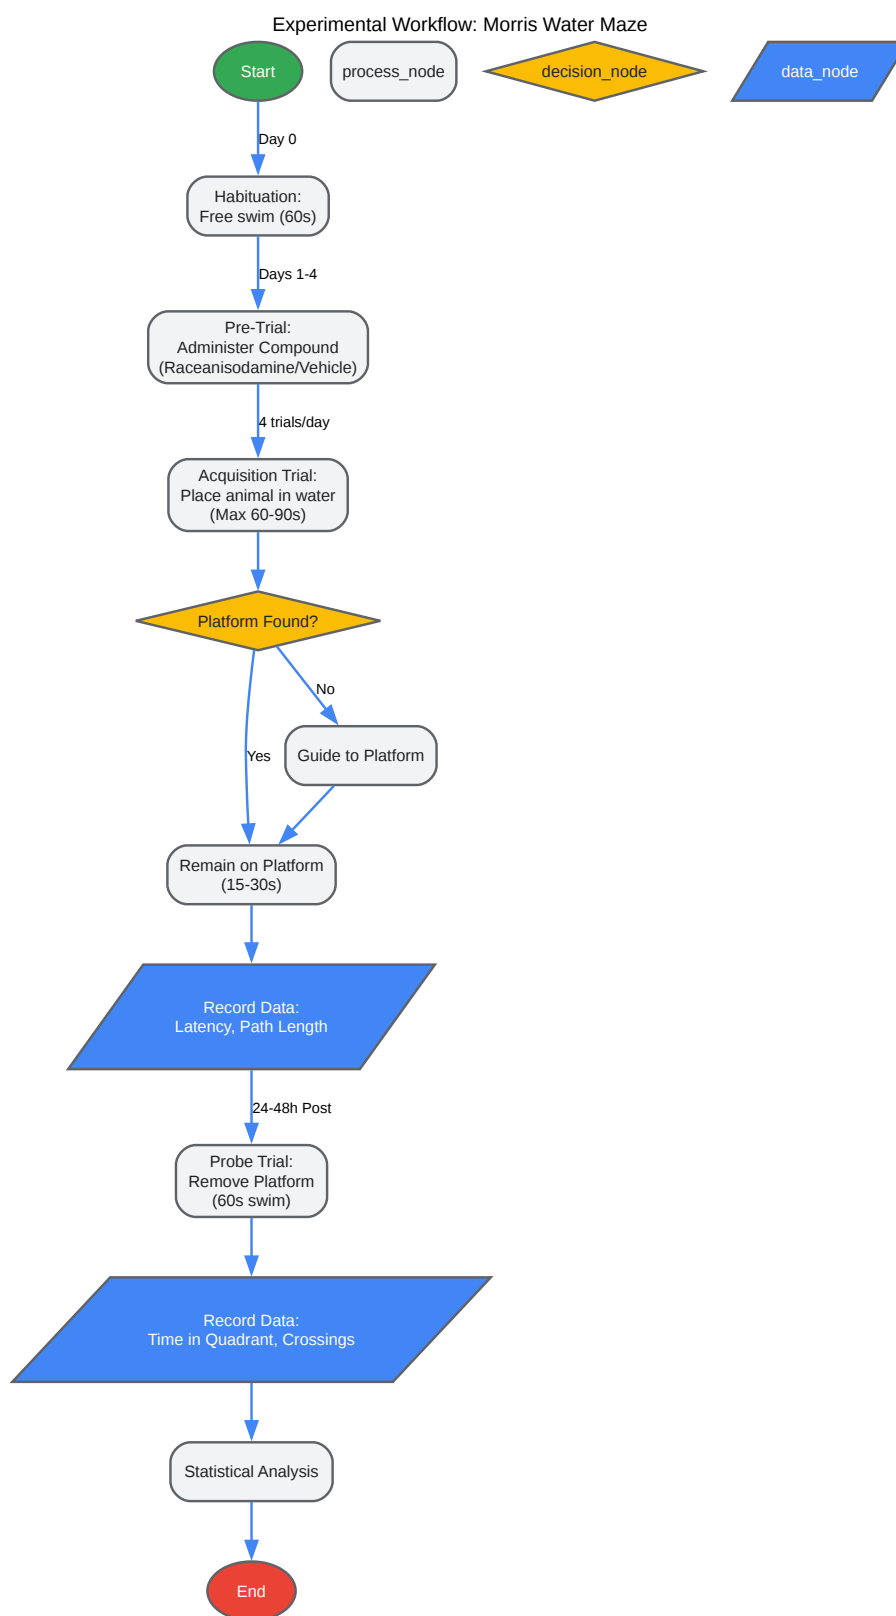 Experimental Workflow: Morris Water Maze
Start
process_node
decision_node
data_node
Day 0
Habituation:
Free swim (60s)
Days 1-4
Pre-Trial:
Administer Compound
(Raceanisodamine/Vehicle)
4 trials/day
Acquisition Trial:
Place animal in water
(Max 60-90s)
Platform Found?
No
Yes
Guide to Platform
Remain on Platform
(15-30s)
Record Data:
Latency, Path Length
24-48h Post
Probe Trial:
Remove Platform
(60s swim)
Record Data:
Time in Quadrant, Crossings
Statistical Analysis
End